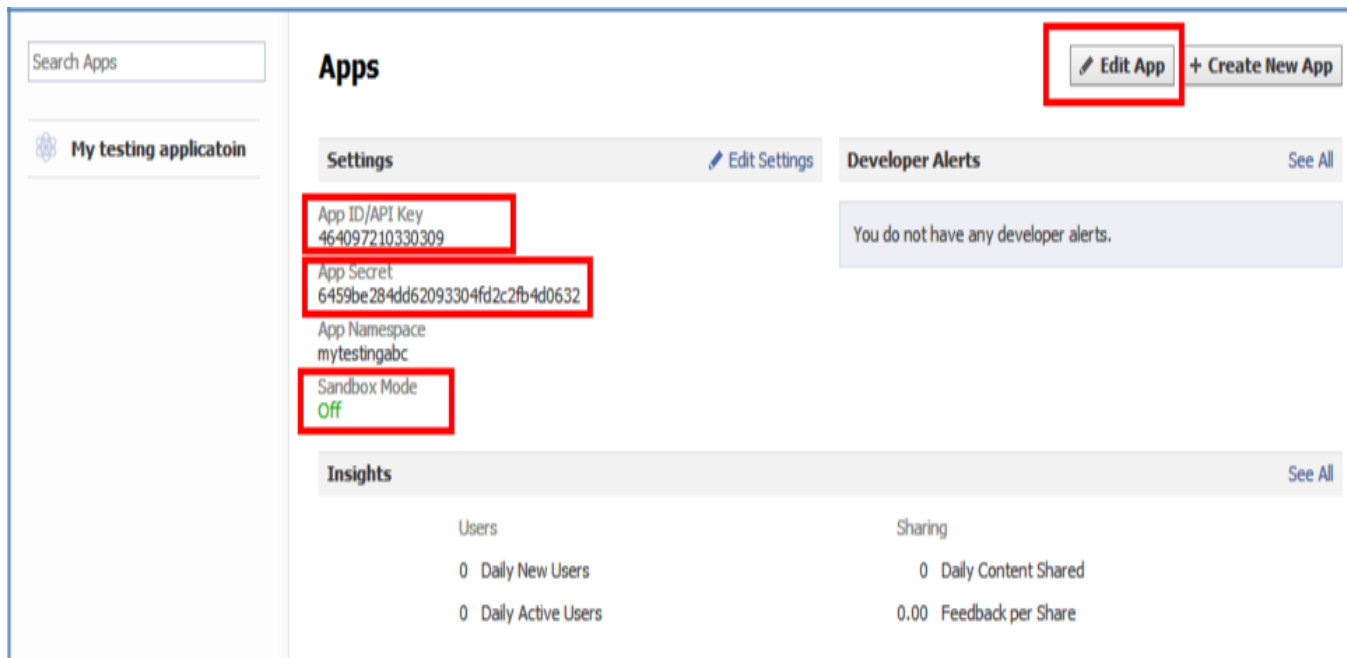 Search Apps
My testing applicatoin
Apps
Edit App
+ Create New App
Settings
Edit Settings
App ID/API Key
464097210330309
App Secret
6459be284dd62093304fd2c2fb4d0632
App Namespace
mytestingabc
Sandbox Mode
Off
Developer Alerts
See All
You do not have any developer alerts.
Insights
See All
Users
0 Daily New Users
0 Daily Active Users
Sharing
0 Daily Content Shared
0.00 Feedback per Share